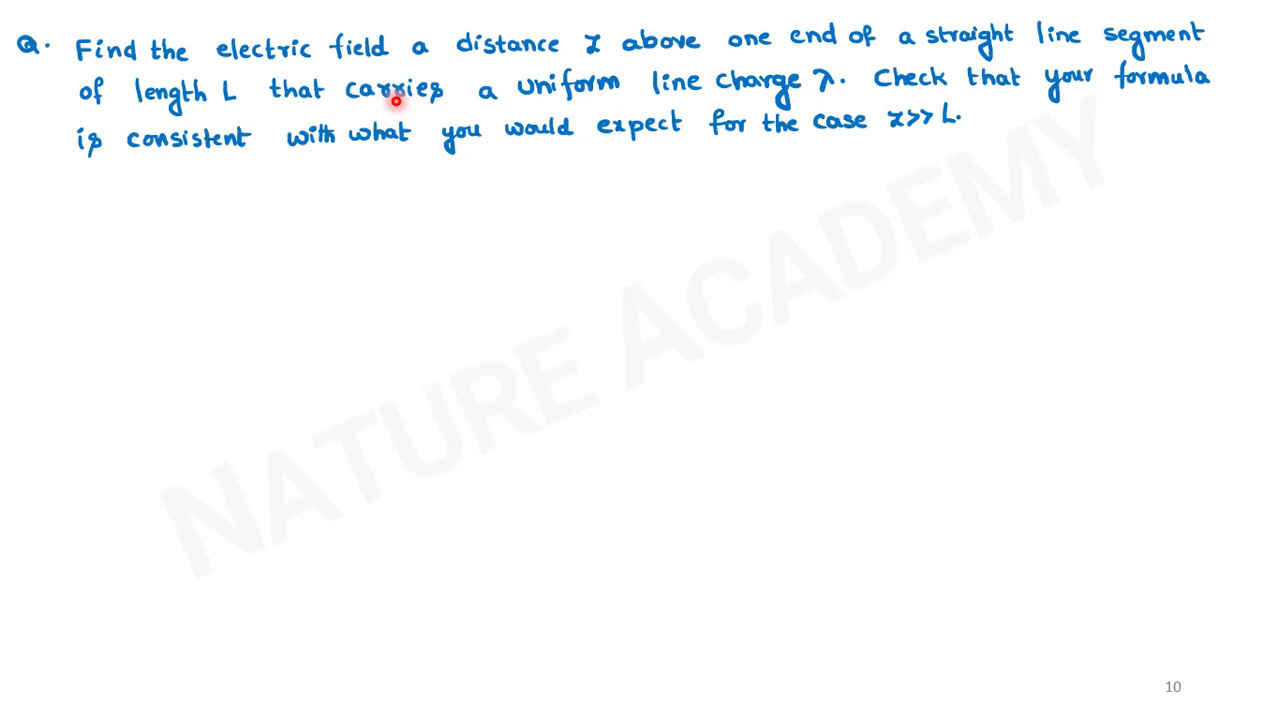 Q. Find the electric field a distance z above one end of a straight line segment
of length L that carries a uniform line charge λ. Check that your formula
is consistent with what you would expect for the case z>> L.
NATURE ACADEMY
10